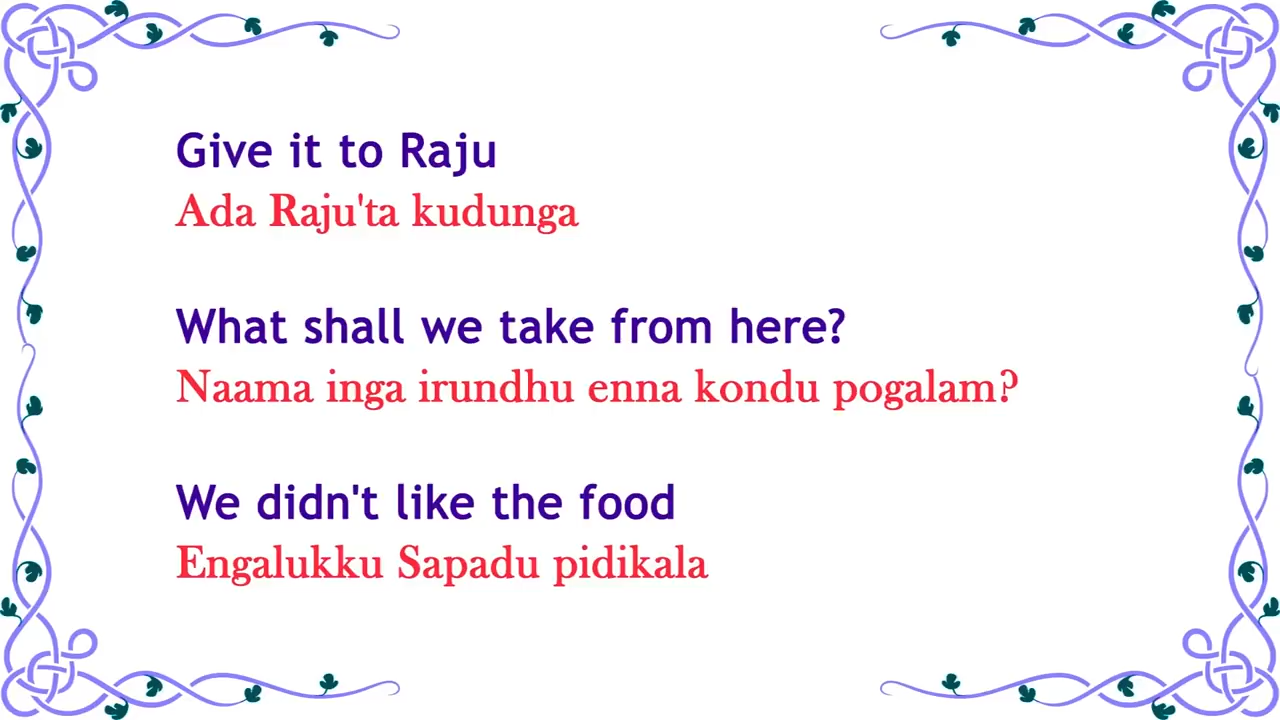 Give it to Raju
Ada Raju'ta kudunga
What shall we take from here?
Naama inga irundhu enna kondu pogalam?
We didn't like the food
Engalukku Sapadu pidikala